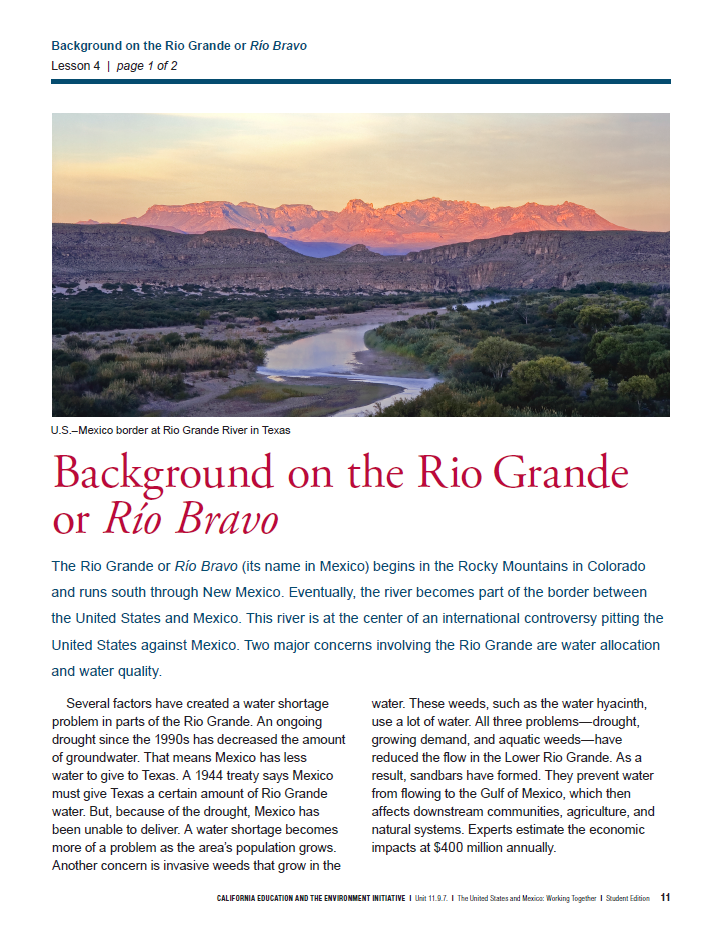 Background on the Rio Grande or Río Bravo
Lesson 4 | page 1 of 2
U.S.–Mexico border at Rio Grande River in Texas
Background on the Rio Grande
or Río Bravo
The Rio Grande or Río Bravo (its name in Mexico) begins in the Rocky Mountains in Colorado
and runs south through New Mexico. Eventually, the river becomes part of the border between
the United States and Mexico. This river is at the center of an international controversy pitting the
United States against Mexico. Two major concerns involving the Rio Grande are water allocation
and water quality.
Several factors have created a water shortage
problem in parts of the Rio Grande. An ongoing
drought since the 1990s has decreased the amount
of groundwater. That means Mexico has less
water to give to Texas. A 1944 treaty says Mexico
must give Texas a certain amount of Rio Grande
water. But, because of the drought, Mexico has
been unable to deliver. A water shortage becomes
more of a problem as the area’s population grows.
Another concern is invasive weeds that grow in the
water. These weeds, such as the water hyacinth,
use a lot of water. All three problems—drought,
growing demand, and aquatic weeds—have
reduced the flow in the Lower Rio Grande. As a
result, sandbars have formed. They prevent water
from flowing to the Gulf of Mexico, which then
affects downstream communities, agriculture, and
natural systems. Experts estimate the economic
impacts at $400 million annually.
CALIFORNIA EDUCATION AND THE ENVIRONMENT INITIATIVE | Unit 11.9.7. | The United States and Mexico: Working Together | Student Edition 11